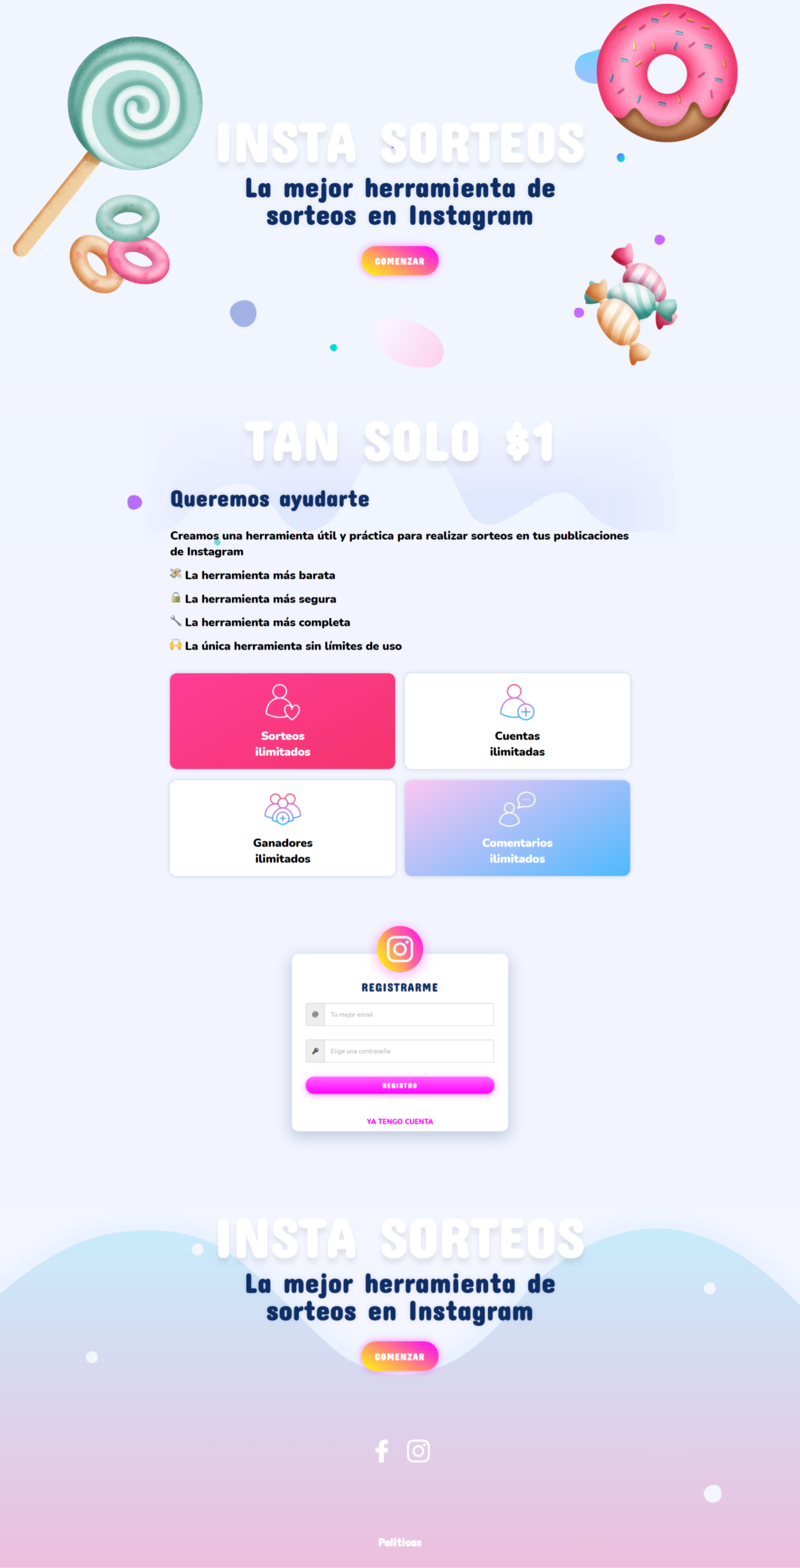 INSTA SORTEOS
La mejor herramienta de
sorteos en Instagram
COMENZAR
TAN SOLO $1
Queremos ayudarte
Creamos una herramienta útil y práctica para realizar sorteos en tus publicaciones
de Instagram
💸 La herramienta más barata
🔒 La herramienta más segura
🔧 La herramienta más completa
🙌 La única herramienta sin límites de uso
Sorteos
ilimitados
Cuentas
ilimitadas
Ganadores
ilimitados
Comentarios
ilimitados
REGISTRARME
@ Tu mejor email
Elige una contraseña
REGISTRO
YA TENGO CUENTA
INSTA SORTEOS
La mejor herramienta de
sorteos en Instagram
COMENZAR
Politicas